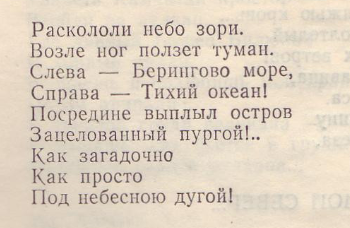 Раскололи небо зори.
Возле ног ползет туман.
Слева — Берингово море,
Справа — Тихий океан!
Посредине выплыл остров
Зацелованный пургой!..
Как загадочно
Как просто
Под небесною дугой!